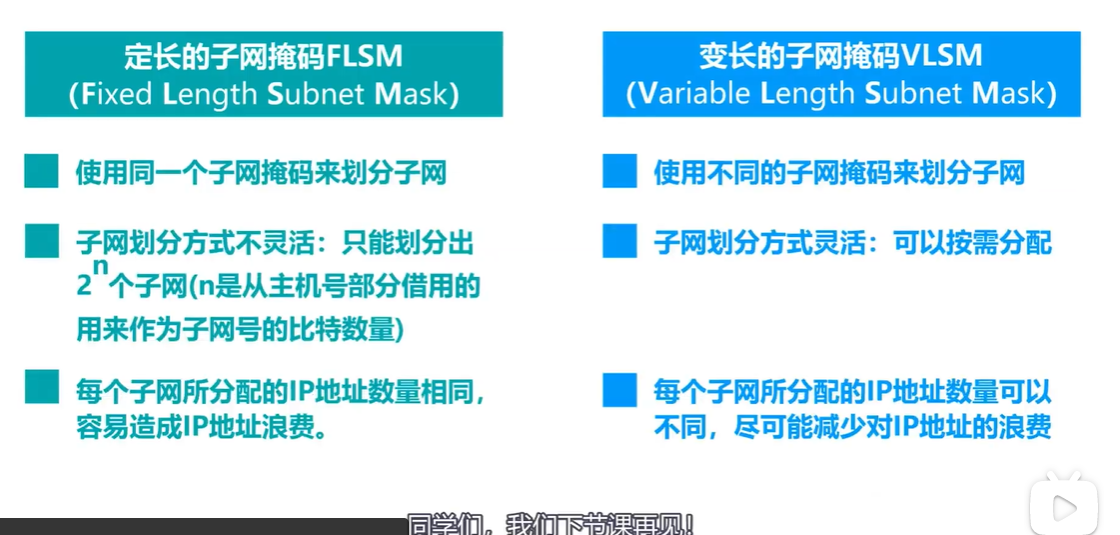 定长的子网掩码FLSM
(Fixed Length Subnet Mask)
使用同一个子网掩码来划分子网
子网划分方式不灵活：只能划分出
2ⁿ个子网(n是从主机号部分借用的
用来作为子网号的比特数量)
每个子网所分配的IP地址数量相同，
容易造成IP地址浪费。
变长的子网掩码VLSM
(Variable Length Subnet Mask)
使用不同的子网掩码来划分子网
子网划分方式灵活：可以按需分配
每个子网所分配的IP地址数量可以
不同，尽可能减少对IP地址的浪费
同学们，我们下节课再见！